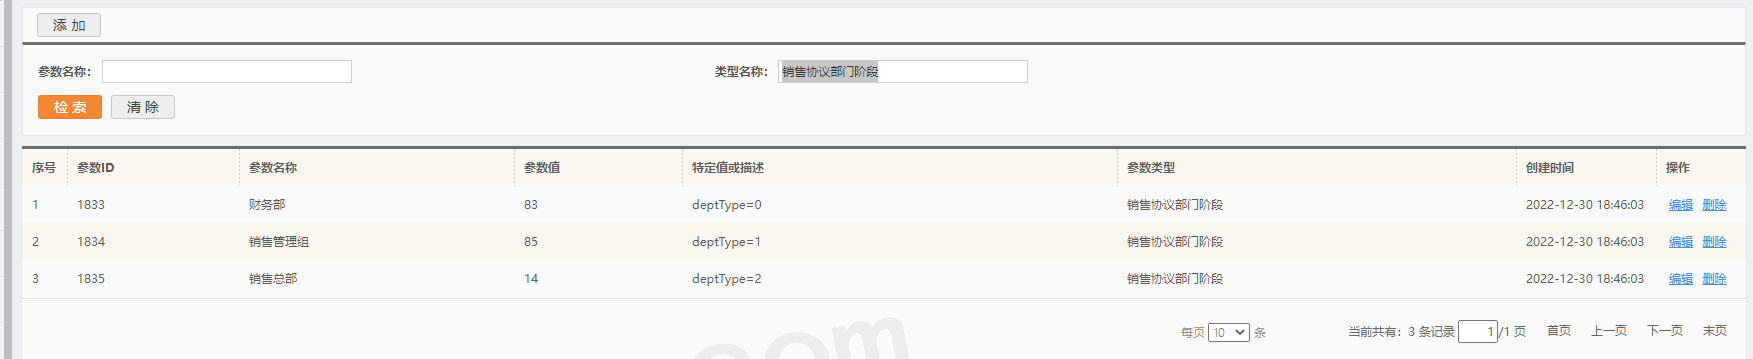 添 加
参数名称： 类型名称： 销售协议部门阶段
检 索 清 除
序号 参数ID 参数名称 参数值 特定值或描述 参数类型 创建时间 操作
1 1833 财务部 83 deptType=0 销售协议部门阶段 2022-12-30 18:46:03 编辑 删除
2 1834 销售管理组 85 deptType=1 销售协议部门阶段 2022-12-30 18:46:03 编辑 删除
3 1835 销售总部 14 deptType=2 销售协议部门阶段 2022-12-30 18:46:03 编辑 删除
每页 10 条 当前共有：3 条记录 1/1 页 首页 上一页 下一页 末页